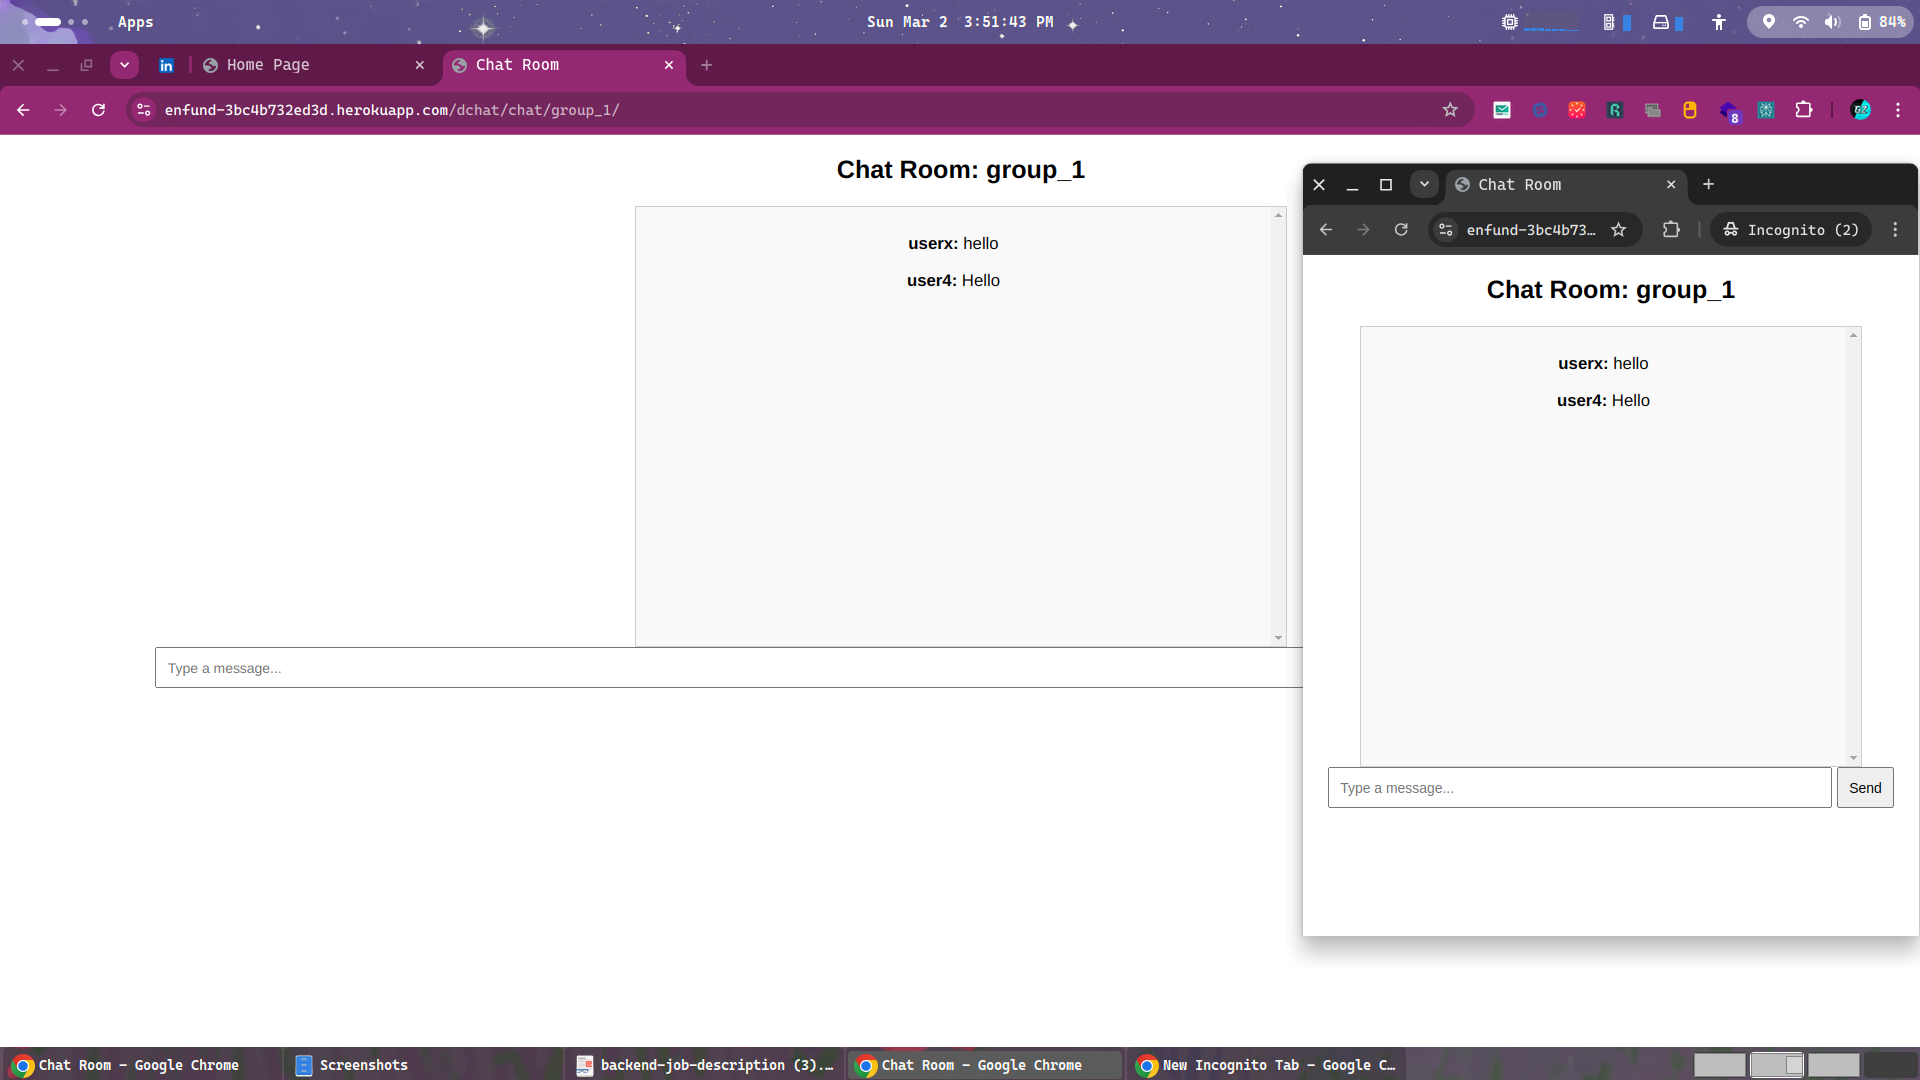 Apps
Sun Mar 2 3:51:43 PM
84%
in
Home Page
Chat Room
enfund-3bc4b732ed3d.herokuapp.com/dchat/chat/group_1/
8
Chat Room: group_1
userx: hello
user4: Hello
Type a message...
Chat Room
enfund-3bc4b73...
Incognito (2)
Chat Room: group_1
userx: hello
user4: Hello
Type a message...
Send
Chat Room - Google Chrome
Screenshots
backend-job-description (3)....
Chat Room - Google Chrome
New Incognito Tab - Google C...